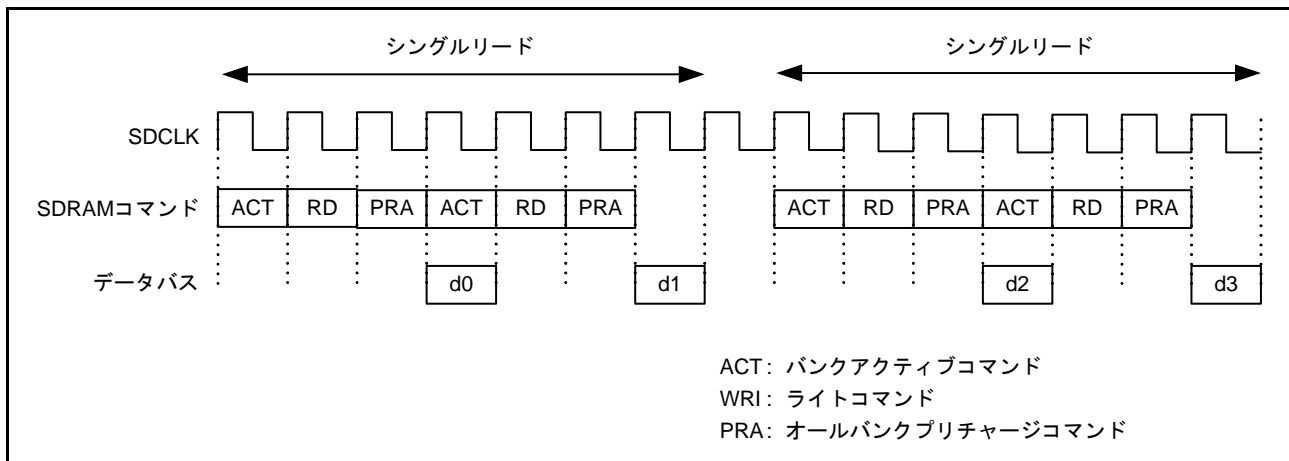 シングルリード シングルリード
SDCLK
SDRAMコマンド ACT RD PRA ACT RD PRA ACT RD PRA ACT RD PRA
データバス d0 d1 d2 d3
ACT: バンクアクティブコマンド
WRI: ライトコマンド
PRA: オールバンクプリチャージコマンド